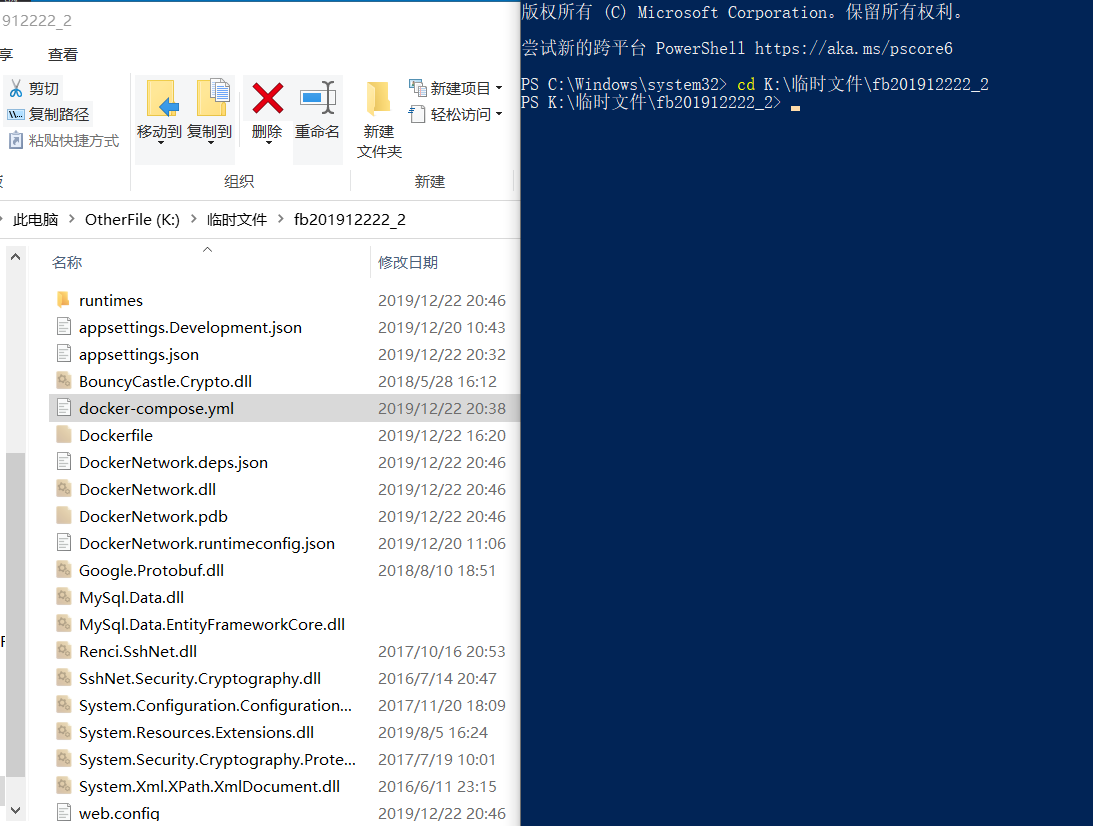 912222_2
享 查看
剪切
复制路径
粘贴快捷方式
移动到 复制到
删除 重命名
新建
文件夹
新建项目
轻松访问
组织 新建
此电脑 OtherFile (K:) 临时文件 fb201912222_2
名称 修改日期
runtimes 2019/12/22 20:46
appsettings.Development.json 2019/12/20 10:43
appsettings.json 2019/12/22 20:32
BouncyCastle.Crypto.dll 2018/5/28 16:12
docker-compose.yml 2019/12/22 20:38
Dockerfile 2019/12/22 16:20
DockerNetwork.deps.json 2019/12/22 20:46
DockerNetwork.dll 2019/12/22 20:46
DockerNetwork.pdb 2019/12/22 20:46
DockerNetwork.runtimeconfig.json 2019/12/20 11:06
Google.Protobuf.dll 2018/8/10 18:51
MySql.Data.dll
MySql.Data.EntityFrameworkCore.dll
Renci.SshNet.dll 2017/10/16 20:53
SshNet.Security.Cryptography.dll 2016/7/14 20:47
System.Configuration.Configuration... 2017/11/20 18:09
System.Resources.Extensions.dll 2019/8/5 16:24
System.Security.Cryptography.Prote... 2017/7/19 10:01
System.Xml.XPath.XmlDocument.dll 2016/6/11 23:15
web.config 2019/12/22 20:46
版权所有 (C) Microsoft Corporation。保留所有权利。
尝试新的跨平台 PowerShell https://aka.ms/pscore6
PS C:\Windows\system32> cd K:\临时文件\fb201912222_2
PS K:\临时文件\fb201912222_2>